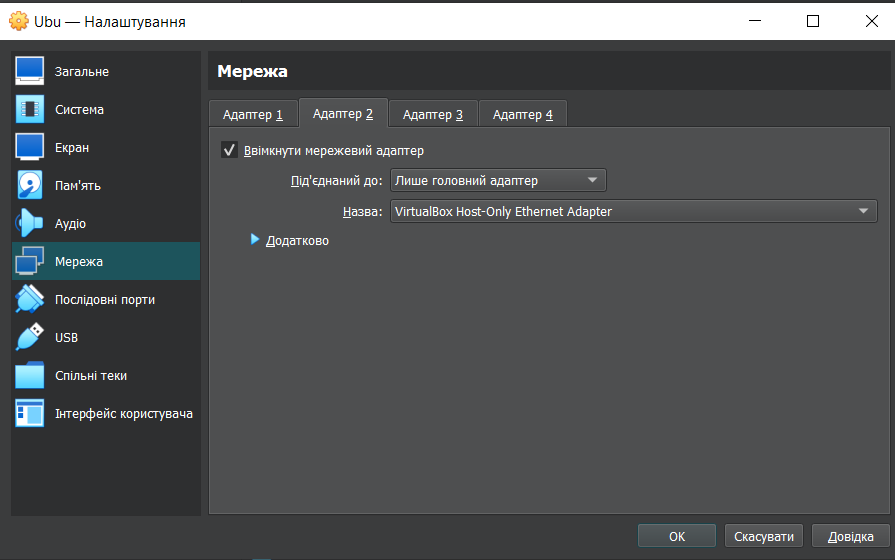 Ubu — Налаштування
Загальне
Система
Екран
Пам'ять
Аудіо
Мережа
Послідовні порти
USB
Спільні теки
Інтерфейс користувача
Мережа
Адаптер 1 Адаптер 2 Адаптер 3 Адаптер 4
Ввімкнути мережевий адаптер
Під'єднаний до: Лише головний адаптер
Назва: VirtualBox Host-Only Ethernet Adapter
Додатково
ОК Скасувати Довідка